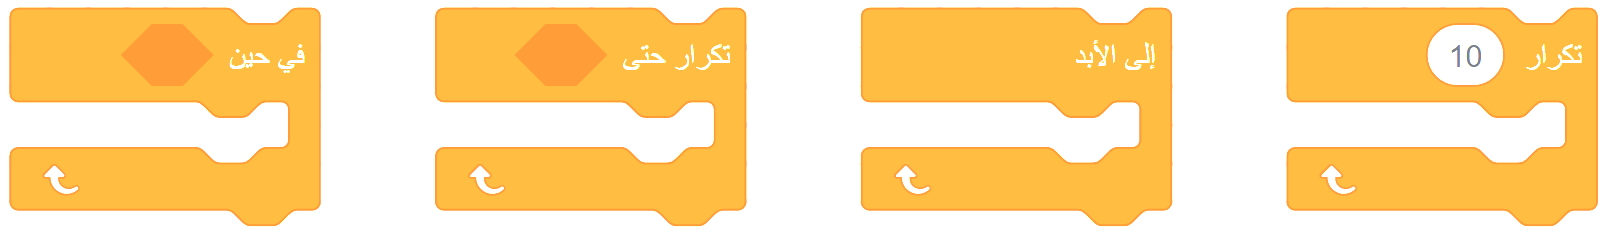 تكرار 10
إلى الأبد
تكرار حتى
في حين